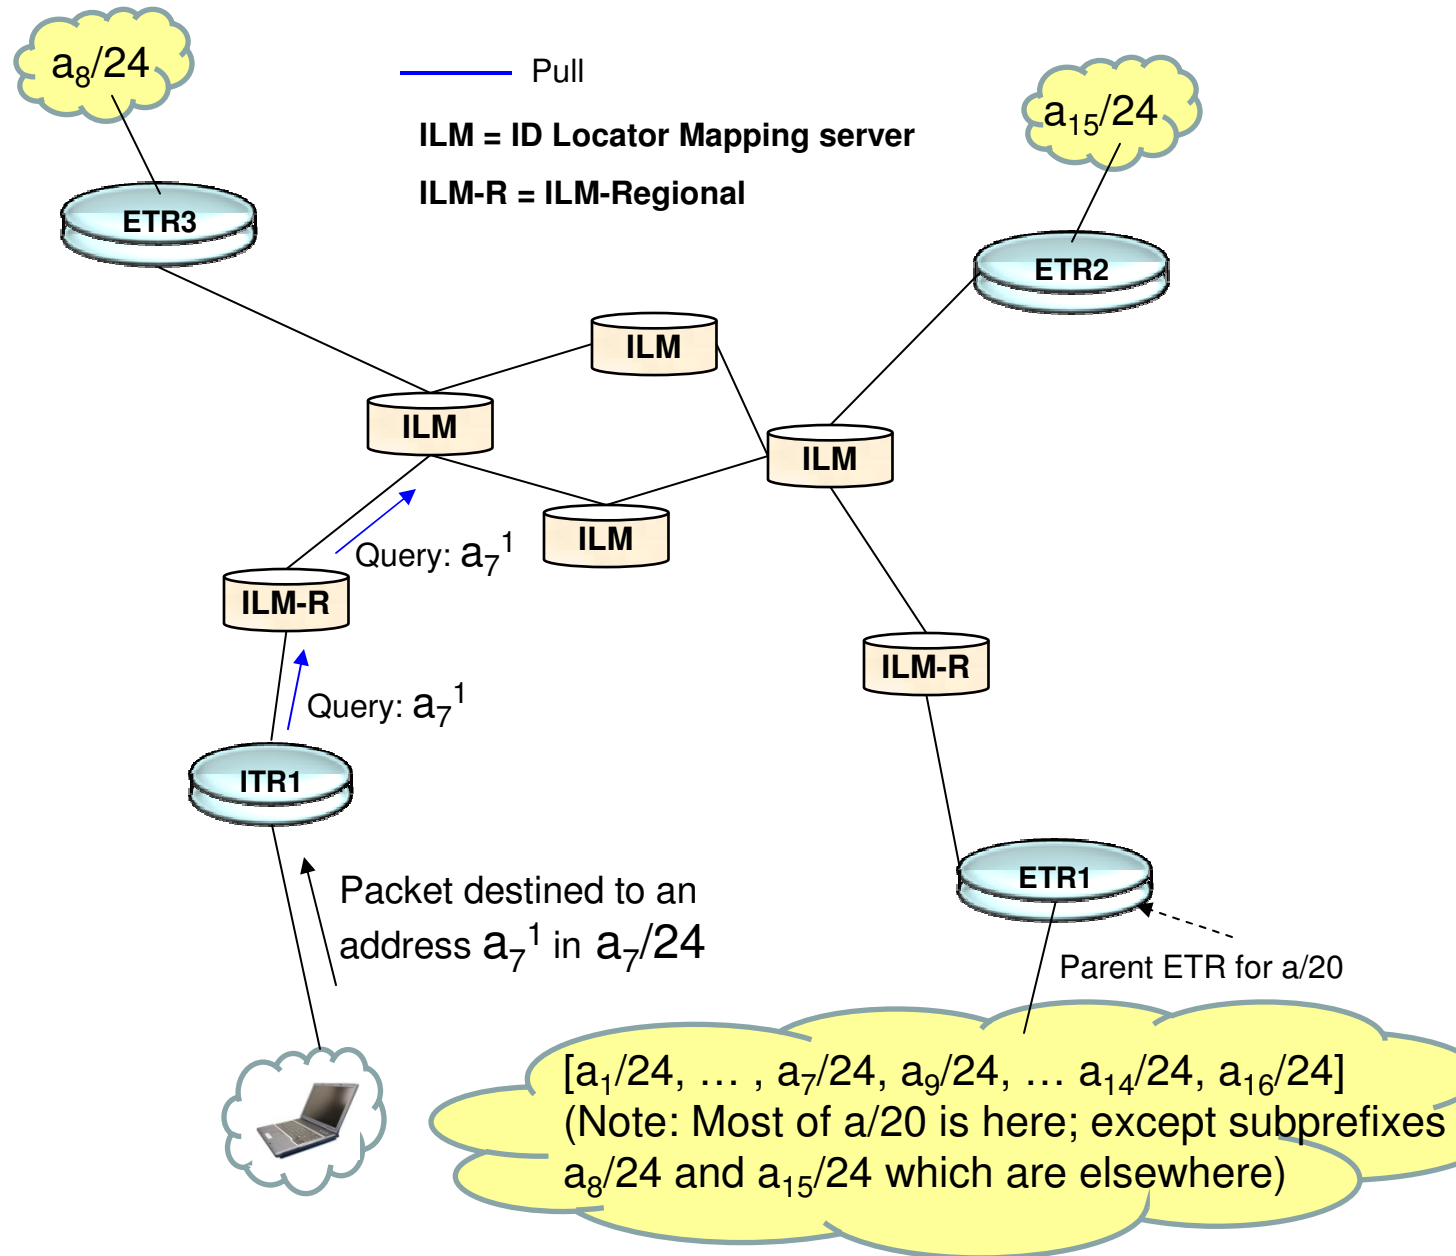 a₈/24
Pull
ILM = ID Locator Mapping server
ILM-R = ILM-Regional
a₁₅/24
ETR3
ETR2
ILM
ILM
ILM
ILM
Query: a₇¹
ILM-R
ILM-R
Query: a₇¹
ITR1
ETR1
Packet destined to an
address a₇¹ in a₇/24
Parent ETR for a/20
[a₁/24, … , a₇/24, a₉/24, … a₁₄/24, a₁₆/24]
(Note: Most of a/20 is here; except subprefixes
a₈/24 and a₁₅/24 which are elsewhere)